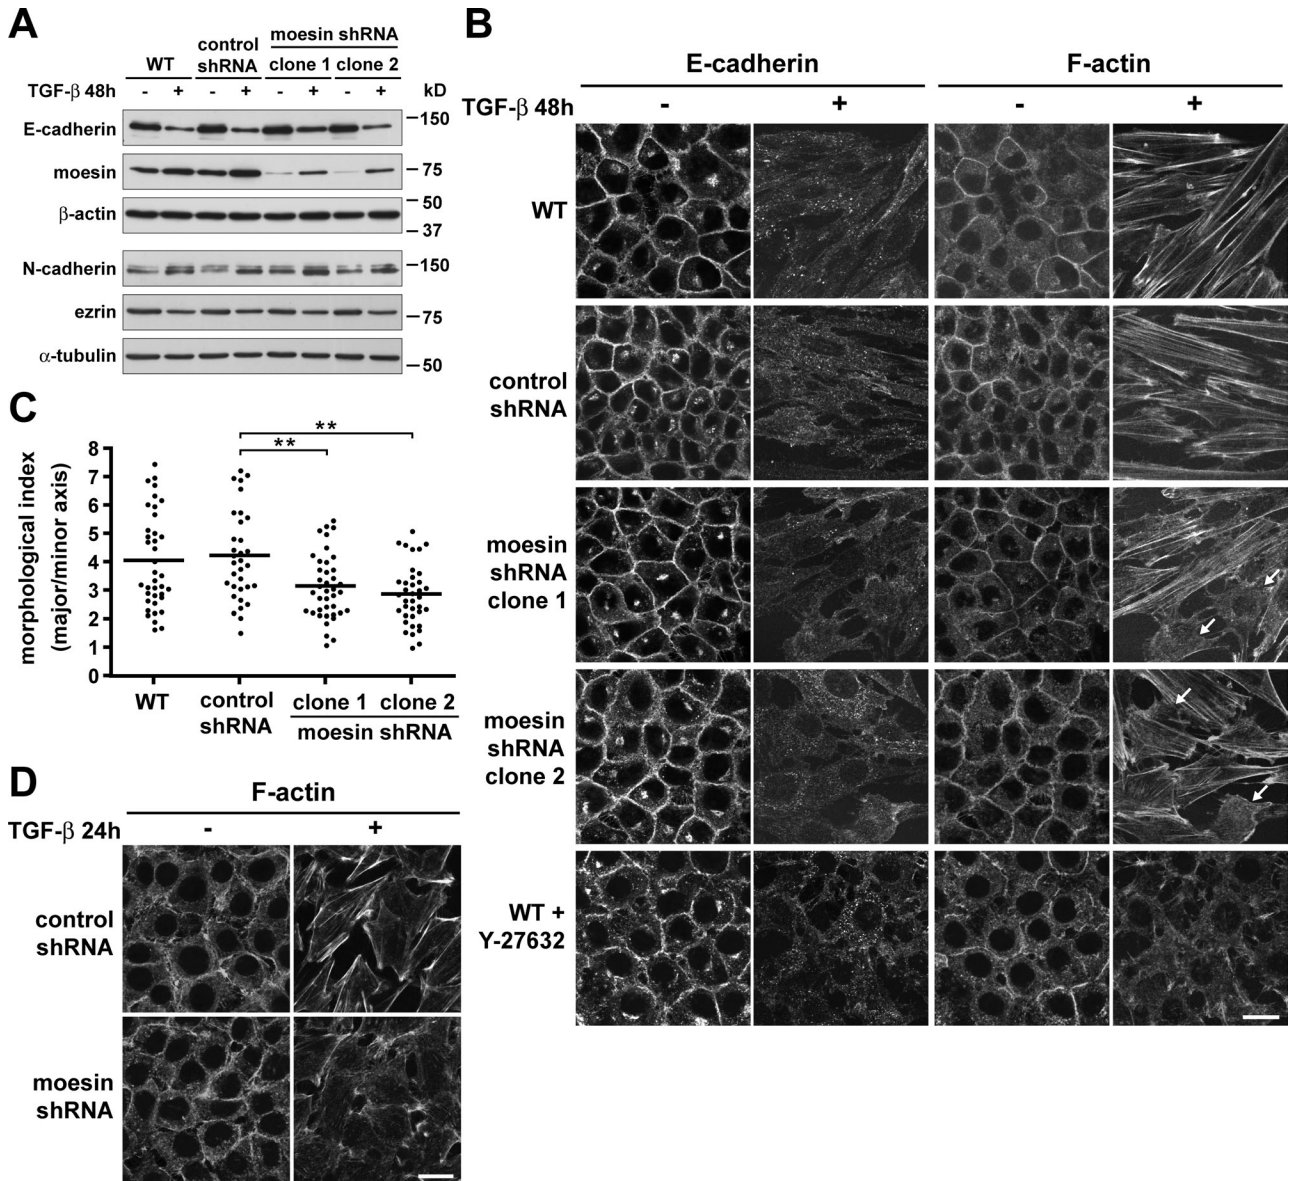 A
WT
control
shRNA
moesin shRNA
clone 1 clone 2
TGF-β 48h - + - + - + - + kD
E-cadherin 150
moesin 75
β-actin 50
37
N-cadherin 150
ezrin 75
α-tubulin 50
B
E-cadherin F-actin
TGF-β 48h - + - +
WT
control
shRNA
moesin
shRNA
clone 1
moesin
shRNA
clone 2
WT +
Y-27632
C
morphological index
(major/minor axis)
8
7
6
5
4
3
2
1
0
**
**
WT
control
shRNA
clone 1 clone 2
moesin shRNA
D
F-actin
TGF-β 24h - +
control
shRNA
moesin
shRNA